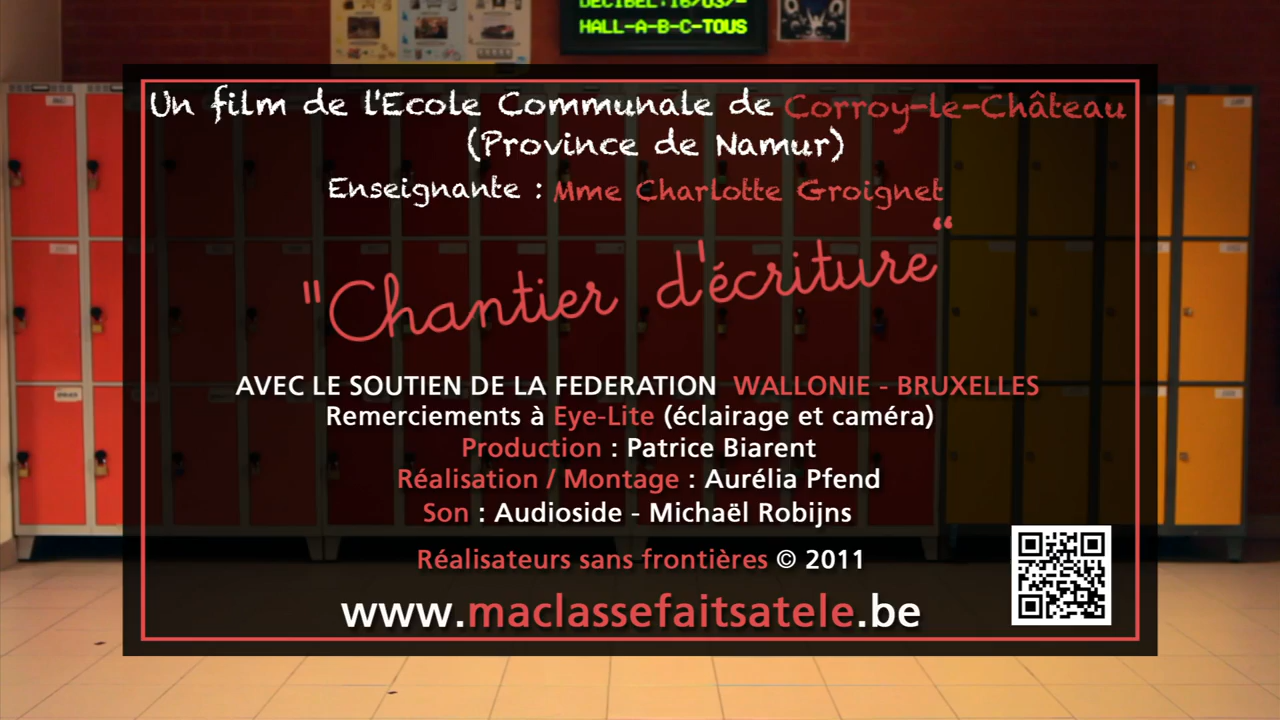 DECIBEL:16/03/-
HALL-A-B-C-TOUS
Un film de l'Ecole Communale de Corroy-le-Château
(Province de Namur)
Enseignante : Mme Charlotte Groignet
"Chantier d'écriture“
AVEC LE SOUTIEN DE LA FEDERATION WALLONIE - BRUXELLES
Remerciements à Eye-Lite (éclairage et caméra)
Production : Patrice Biarent
Réalisation / Montage : Aurélia Pfend
Son : Audioside - Michaël Robijns
Réalisateurs sans frontières © 2011
www.maclassefaitsatele.be